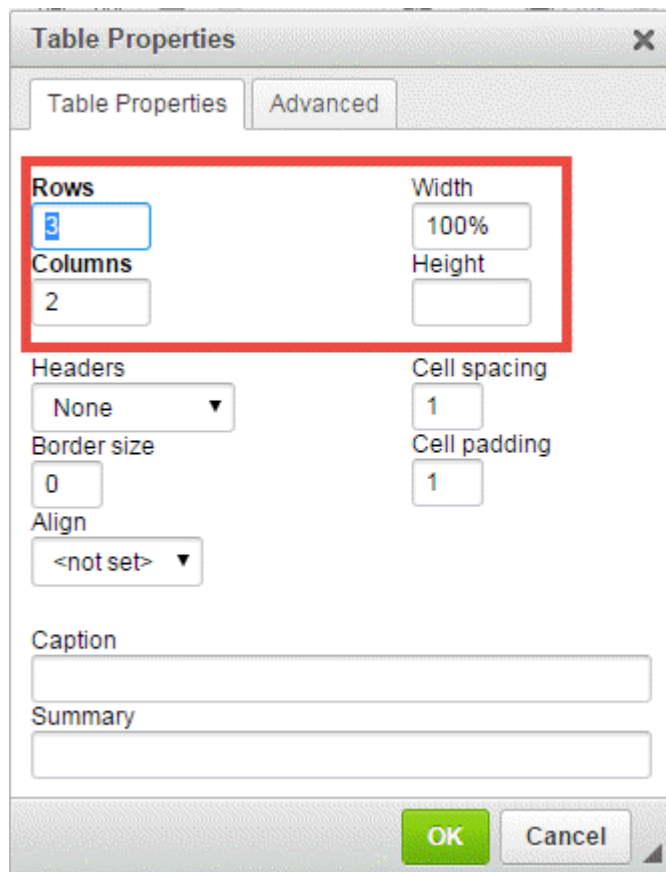 Table Properties
Table Properties Advanced
Rows Width
3 100%
Columns Height
2
Headers Cell spacing
None 1
Border size Cell padding
0 1
Align
<not set>
Caption
Summary
OK Cancel